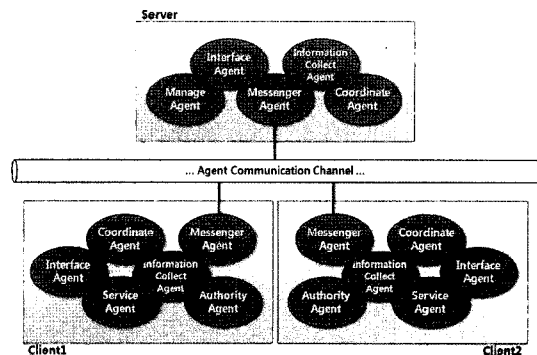 Server
Interface
Agent
Information
Collect
Agent
Manage
Agent
Messenger
Agent
Coordinate
Agent
... Agent Communication Channel ...
Coordinate
Agent
Messenger
Agent
Interface
Agent
Information
Collect
Agent
Service
Agent
Authority
Agent
Client1
Messenger
Agent
Coordinate
Agent
Information
Collect
Agent
Interface
Agent
Authority
Agent
Service
Agent
Client2